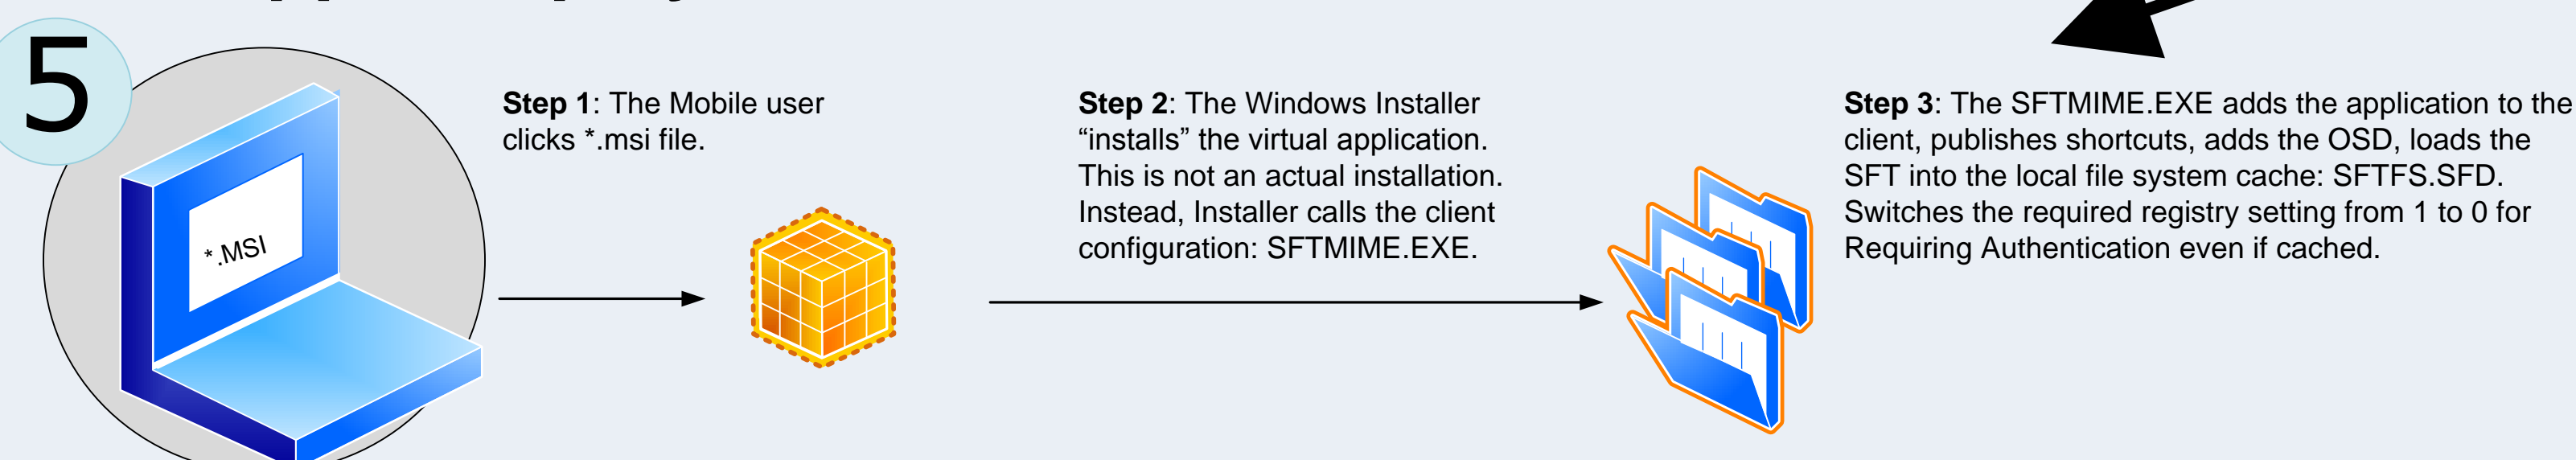 5
*.MSI
Step 1: The Mobile user
clicks *.msi file.
Step 2: The Windows Installer
“installs” the virtual application.
This is not an actual installation.
Instead, Installer calls the client
configuration: SFTMIME.EXE.
Step 3: The SFTMIME.EXE adds the application to the
client, publishes shortcuts, adds the OSD, loads the
SFT into the local file system cache: SFTFS.SFD.
Switches the required registry setting from 1 to 0 for
Requiring Authentication even if cached.